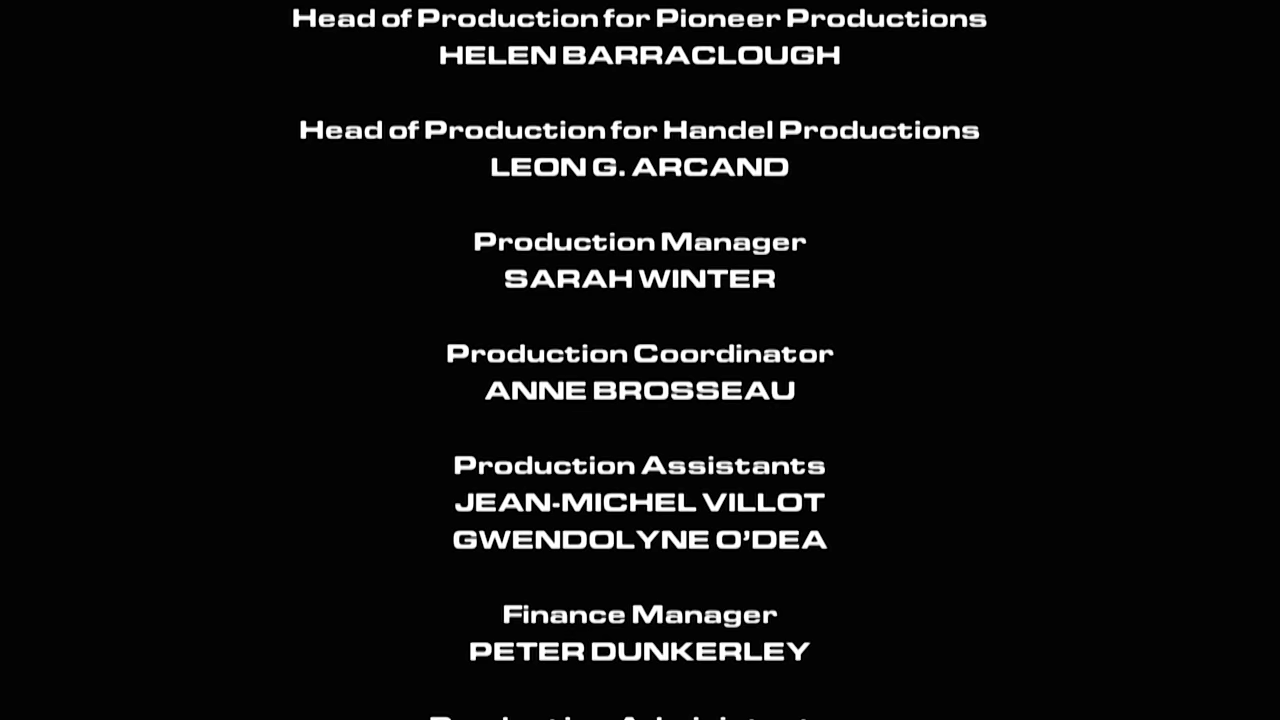 Head of Production for Pioneer Productions
HELEN BARRACLOUGH
Head of Production for Handel Productions
LEON G. ARCAND
Production Manager
SARAH WINTER
Production Coordinator
ANNE BROSSEAU
Production Assistants
JEAN-MICHEL VILLOT
GWENDOLYNE O’DEA
Finance Manager
PETER DUNKERLEY